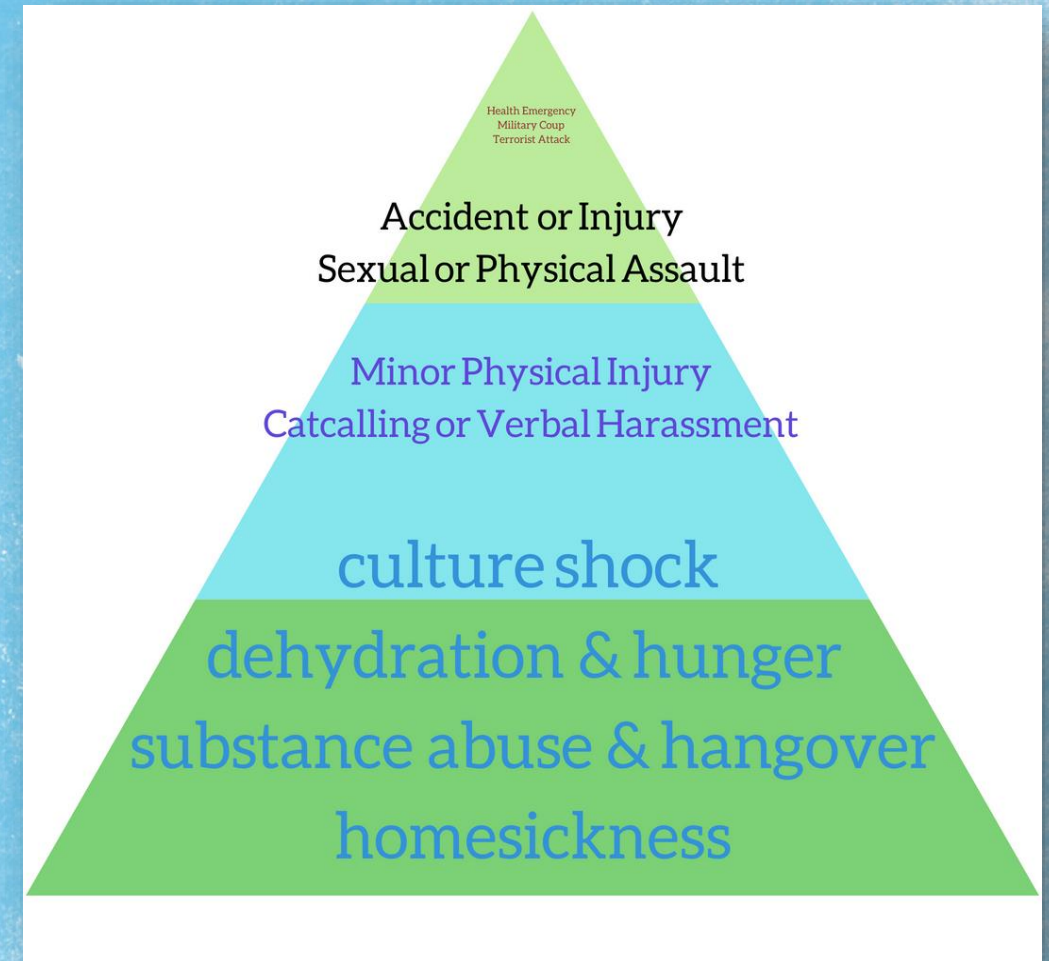 Health Emergency
Military Coup
Terrorist Attack
Accident or Injury
Sexual or Physical Assault
Minor Physical Injury
Catcalling or Verbal Harassment
culture shock
dehydration & hunger
substance abuse & hangover
homesickness